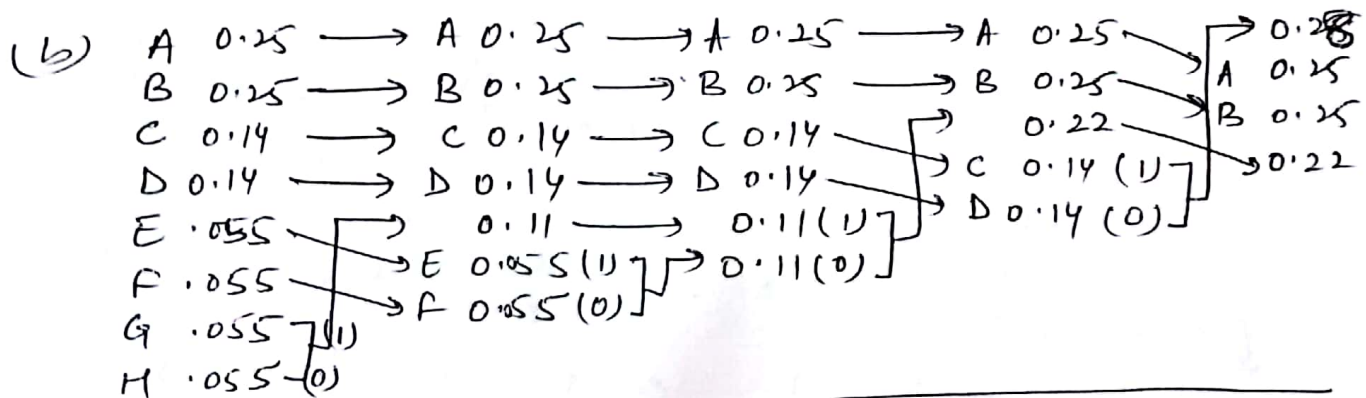 (b) A 0.25 → A 0.25 → A 0.25 → A 0.25 0.28
B 0.25 → B 0.25 → B 0.25 → B 0.25 A 0.25
C 0.14 → C 0.14 → C 0.14 0.22 B 0.25
D 0.14 → D 0.14 → D 0.14 C 0.14 (1) 0.22
E .055 0.11 → 0.11 (1) D 0.14 (0)
F .055 E 0.055 (1) 0.11 (0)
G .055 (1) F 0.055 (0)
H .055 (0)